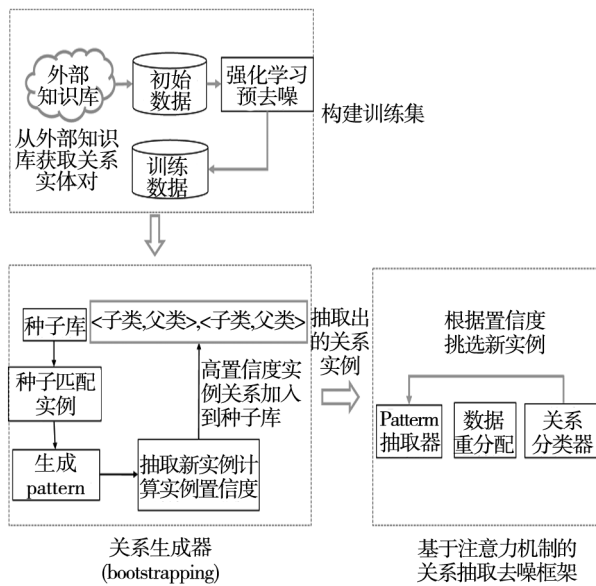 外部
知识库
初始
数据
强化学习
预去噪
构建训练集
从外部知识
库获取关系
实体对
训练
数据
种子库
<子类,父类>,<子类,父类>
抽取出
的关系
实例
种子匹配
实例
高置信度实
例关系加入
到种子库
生成
pattern
抽取新实例计
算实例置信度
根据置信度
挑选新实例
Patterm
抽取器
数据
重分配
关系
分类器
关系生成器
(bootstrapping)
基于注意力机制的
关系抽取去噪框架